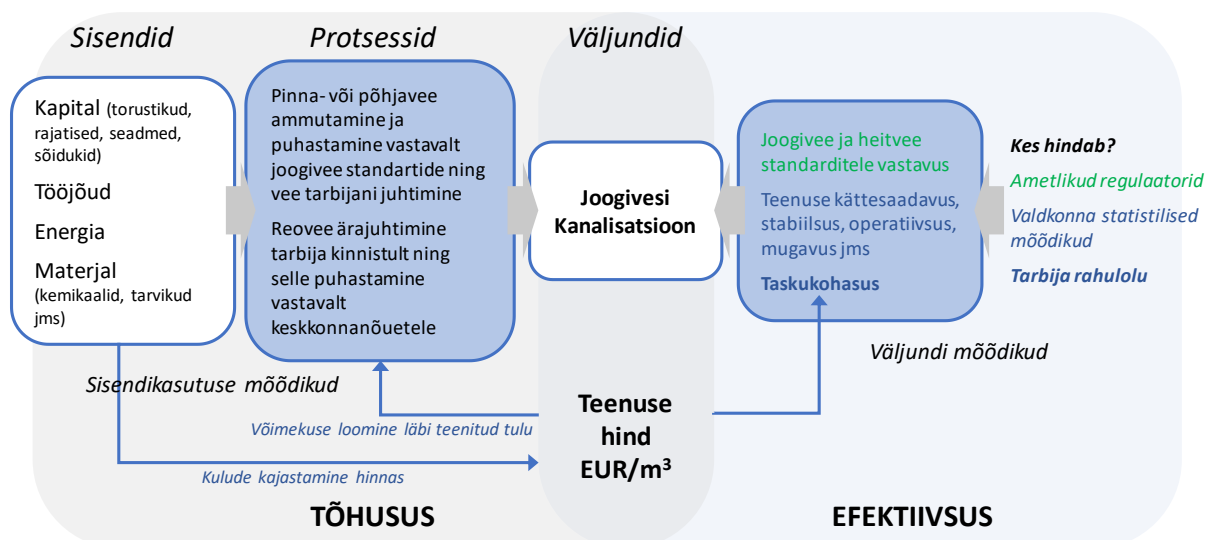 Sisendid
Protsessid
Väljundid
Kapital (torustikud,
rajatised, seadmed,
sõidukid)
Tööjõud
Energia
Materjal
(kemikaalid, tarvikud
jms)
Pinna- või põhjavee
ammutamine ja
puhastamine vastavalt
joogivee standartide ning
vee tarbijani juhtimine
Reovee ärajuhtimine
tarbija kinnistult ning
selle puhastamine
vastavalt
keskkonnanõuetele
Joogivesi
Kanalisatsioon
Joogivee ja heitvee
standarditele vastavus
Teenuse kättesaadavus,
stabiilsus, operatiivsus,
mugavus jms
Taskukohasus
Kes hindab?
Ametlikud regulaatorid
Valdkonna statistilised
mõõdikud
Tarbija rahulolu
Sisendikasutuse mõõdikud
Väljundi mõõdikud
Võimekuse loomine läbi teenitud tulu
Kulude kajastamine hinnas
Teenuse
hind
EUR/m³
TÕHUSUS
EFEKTIIVSUS